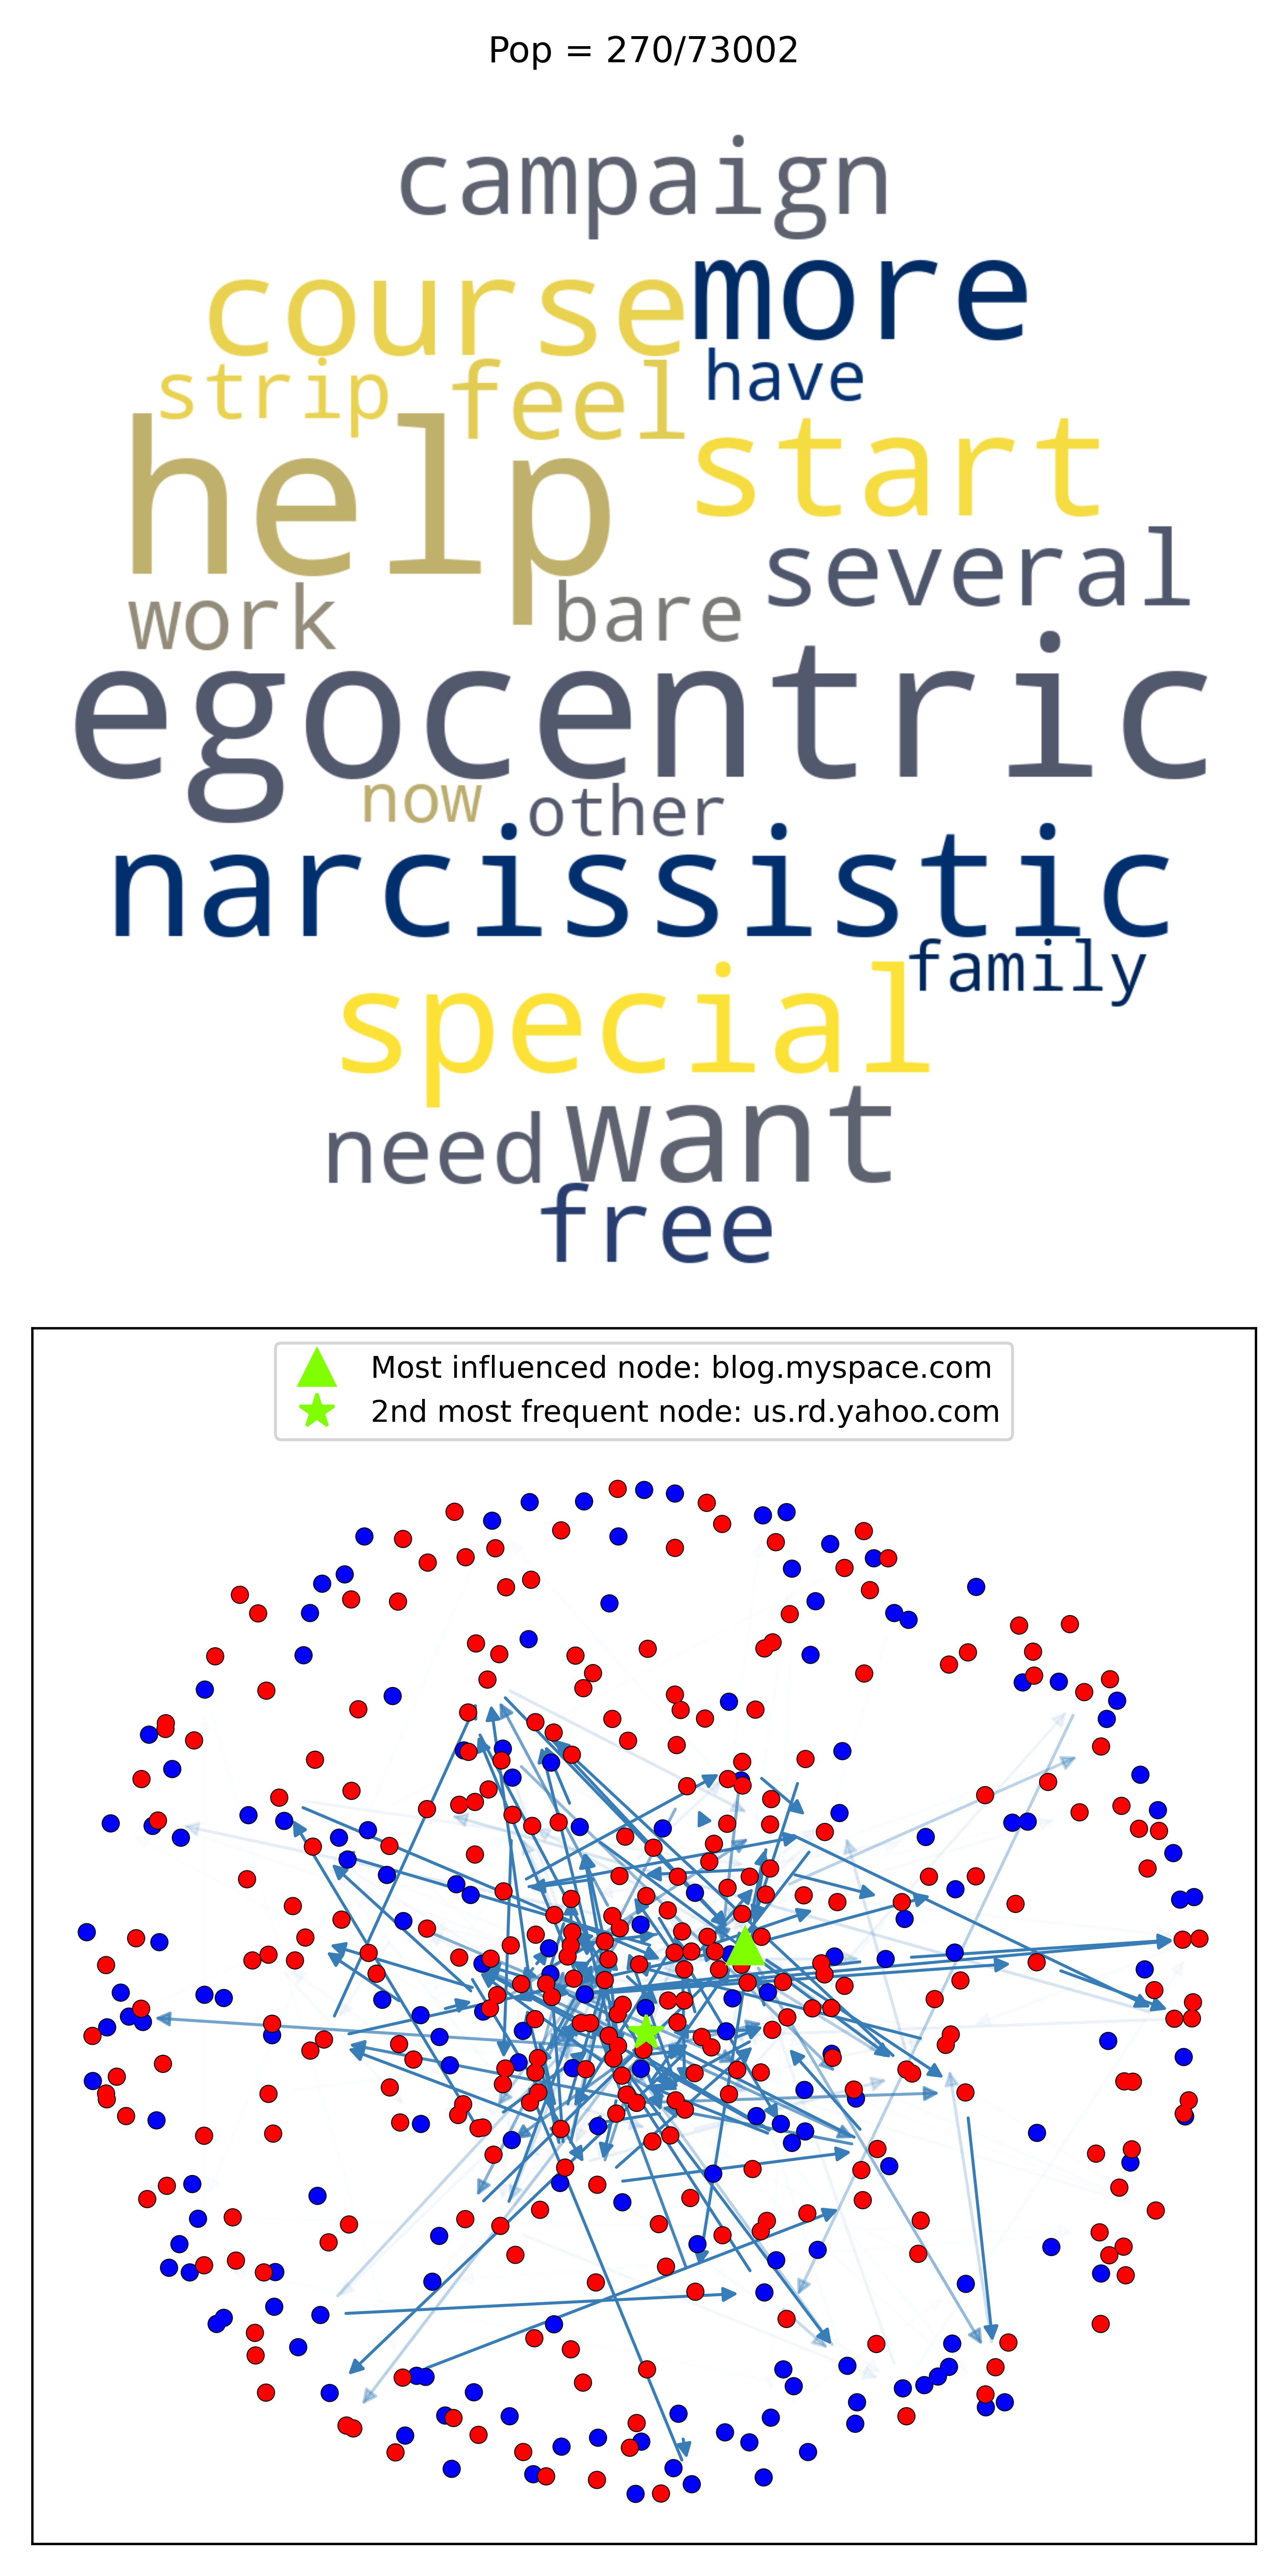 Pop = 270/73002
campaign
course more
strip feel have
help start
several
work bare
egocentric
now other
narcissistic
family
special
need want
free
Most influenced node: blog.myspace.com
2nd most frequent node: us.rd.yahoo.com